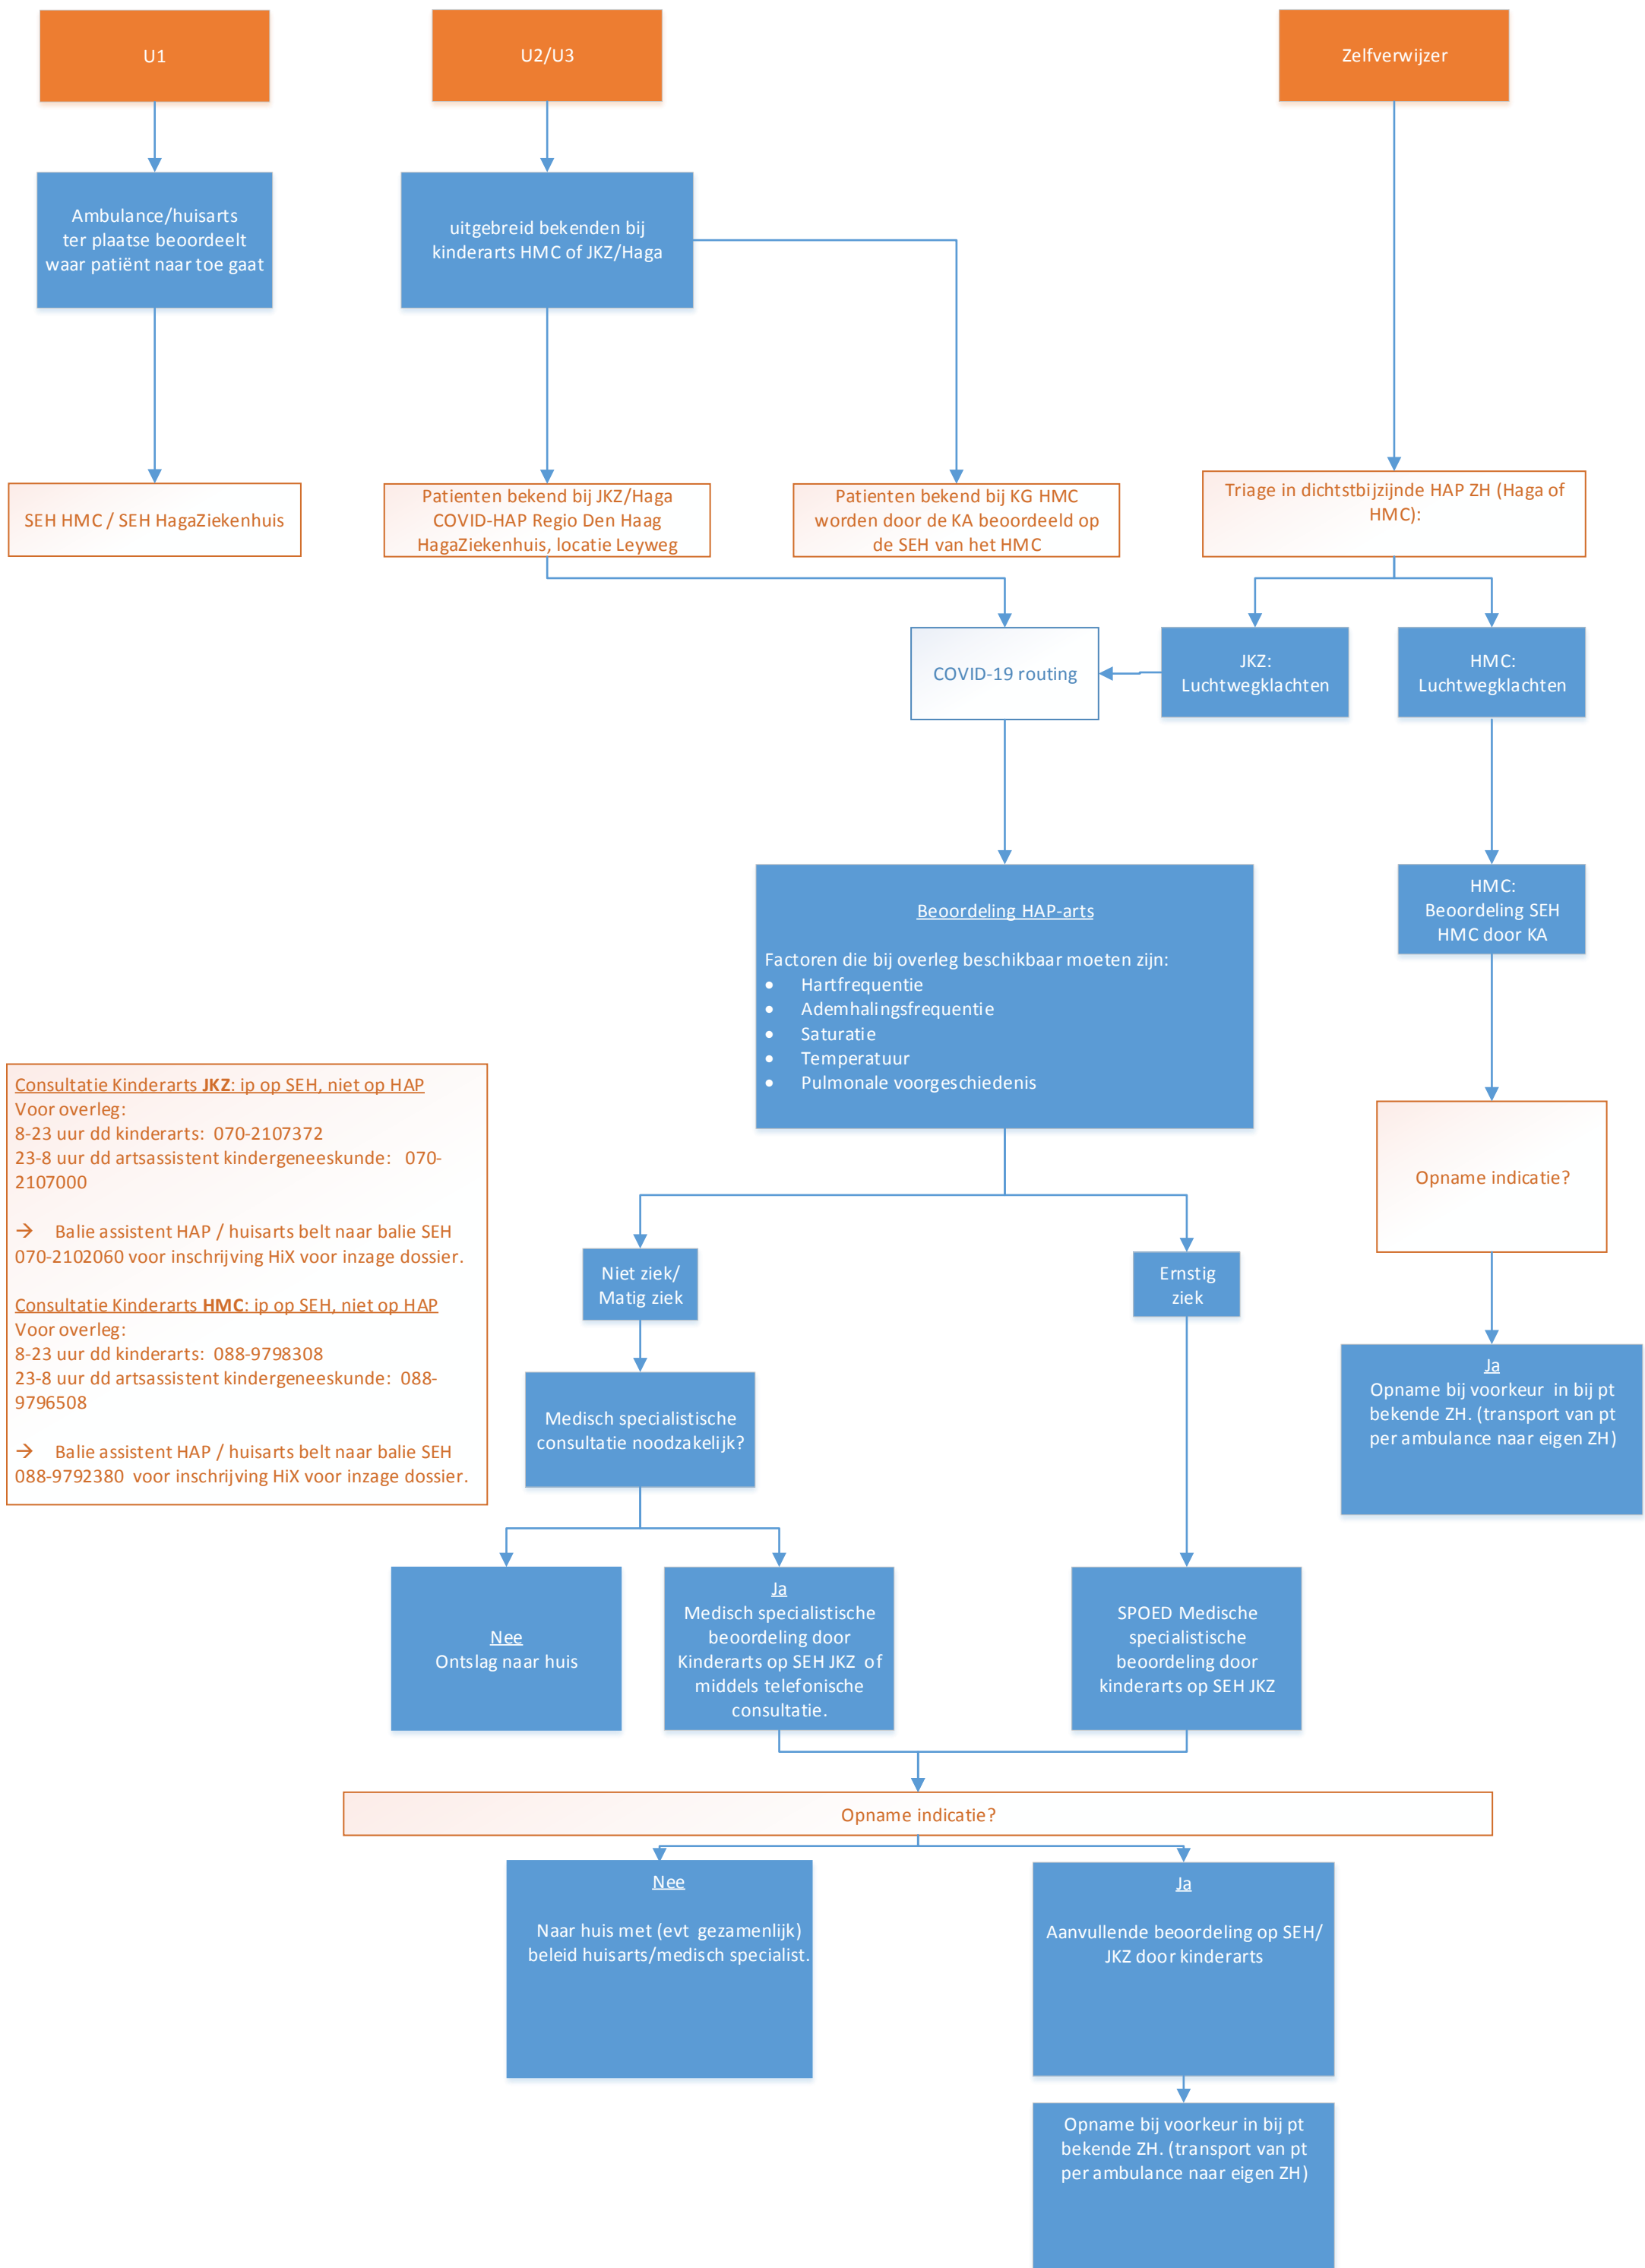 U1
U2/U3
Zelfverwijzer
Ambulance/huisarts
ter plaatse beoordeelt
waar patiënt naar toe gaat
uitgebreid bekenden bij
kinderarts HMC of JKZ/Haga
SEH HMC / SEH HagaZiekenhuis
Patienten bekend bij JKZ/Haga
COVID-HAP Regio Den Haag
HagaZiekenhuis, locatie Leyweg
Patienten bekend bij KG HMC
worden door de KA beoordeeld op
de SEH van het HMC
Triage in dichtstbijzijnde HAP ZH (Haga of
HMC):
COVID-19 routing
JKZ:
Luchtwegklachten
HMC:
Luchtwegklachten
Beoordeling HAP-arts
Factoren die bij overleg beschikbaar moeten zijn:
• Hartfrequentie
• Ademhalingsfrequentie
• Saturatie
• Temperatuur
• Pulmonale voorgeschiedenis
HMC:
Beoordeling SEH
HMC door KA
Consultatie Kinderarts JKZ: ip op SEH, niet op HAP
Voor overleg:
8-23 uur dd kinderarts: 070-2107372
23-8 uur dd artsassistent kindergeneeskunde: 070-
2107000
→ Balie assistent HAP / huisarts belt naar balie SEH
070-2102060 voor inschrijving HiX voor inzage dossier.
Consultatie Kinderarts HMC: ip op SEH, niet op HAP
Voor overleg:
8-23 uur dd kinderarts: 088-9798308
23-8 uur dd artsassistent kindergeneeskunde: 088-
9796508
→ Balie assistent HAP / huisarts belt naar balie SEH
088-9792380 voor inschrijving HiX voor inzage dossier.
Opname indicatie?
Niet ziek/
Matig ziek
Ernstig
ziek
Ja
Opname bij voorkeur in bij pt
bekende ZH. (transport van pt
per ambulance naar eigen ZH)
Medisch specialistische
consultatie noodzakelijk?
Nee
Ontslag naar huis
Ja
Medisch specialistische
beoordeling door
Kinderarts op SEH JKZ of
middels telefonische
consultatie.
SPOED Medische
specialistische
beoordeling door
kinderarts op SEH JKZ
Opname indicatie?
Nee
Naar huis met (evt gezamenlijk)
beleid huisarts/medisch specialist.
Ja
Aanvullende beoordeling op SEH/
JKZ door kinderarts
Opname bij voorkeur in bij pt
bekende ZH. (transport van pt
per ambulance naar eigen ZH)